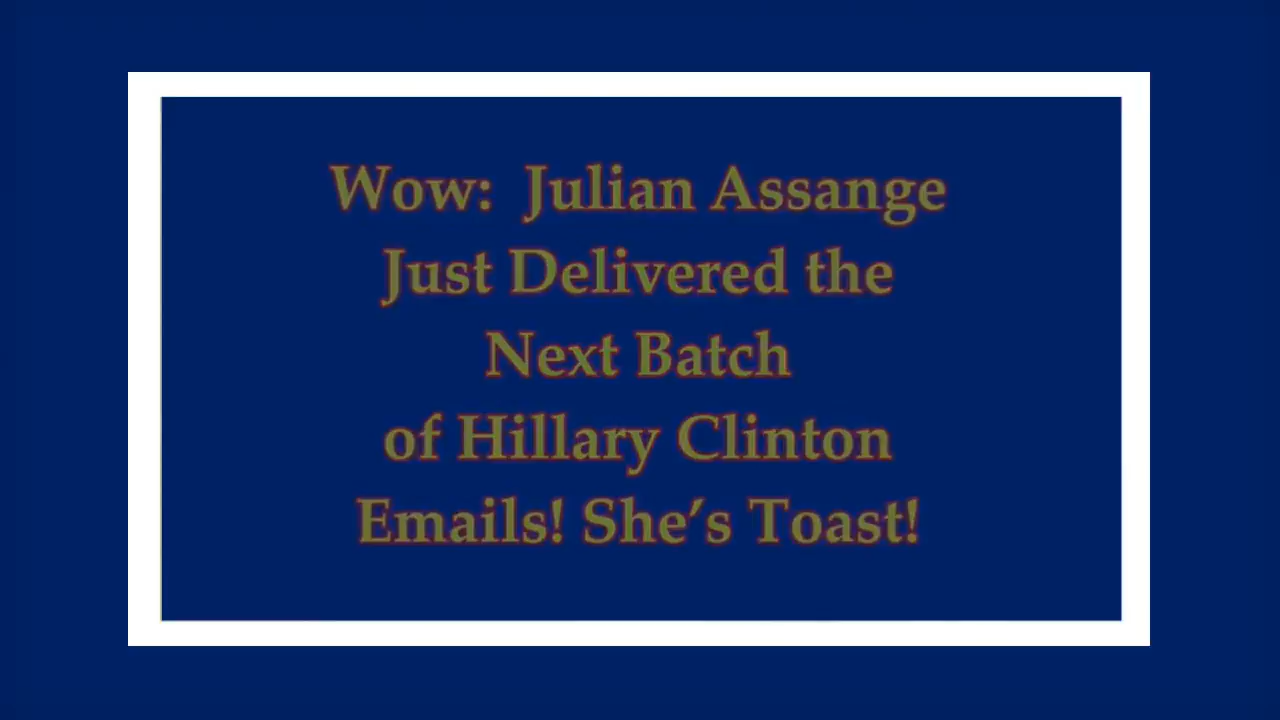 Wow:  Julian Assange
Just Delivered the
Next Batch
of Hillary Clinton
Emails! She’s Toast!